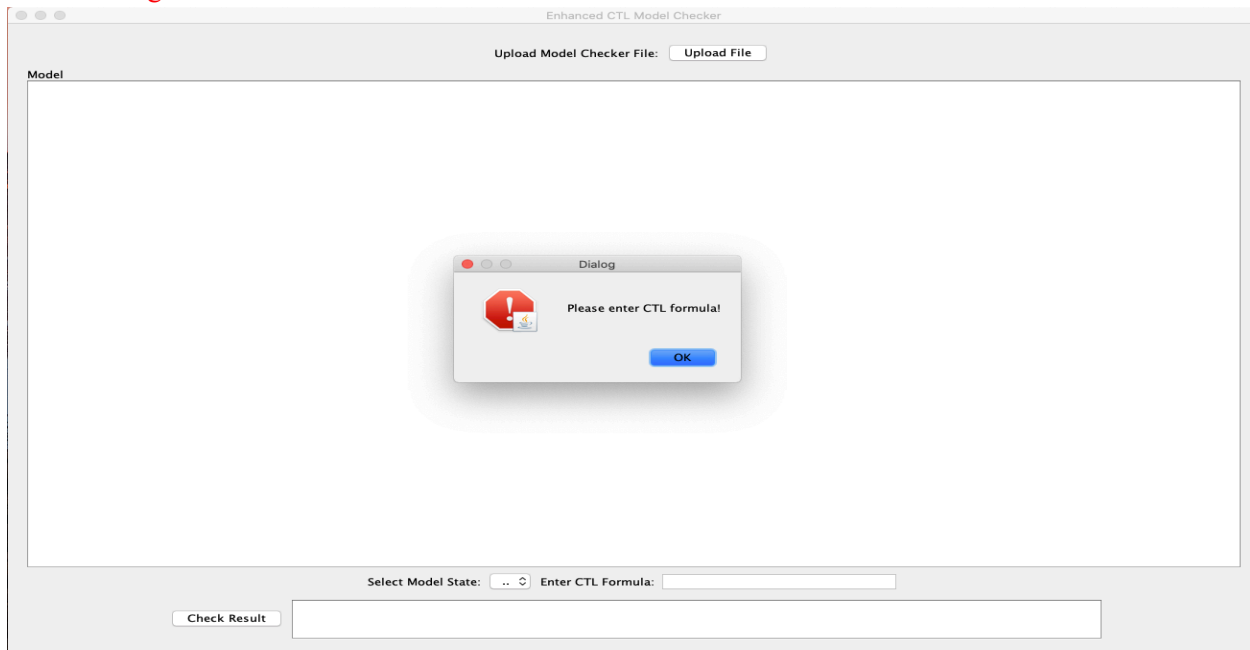 Enhanced CTL Model Checker
Upload Model Checker File: Upload File
Model
Dialog
Please enter CTL formula!
OK
Select Model State: .. Enter CTL Formula:
Check Result